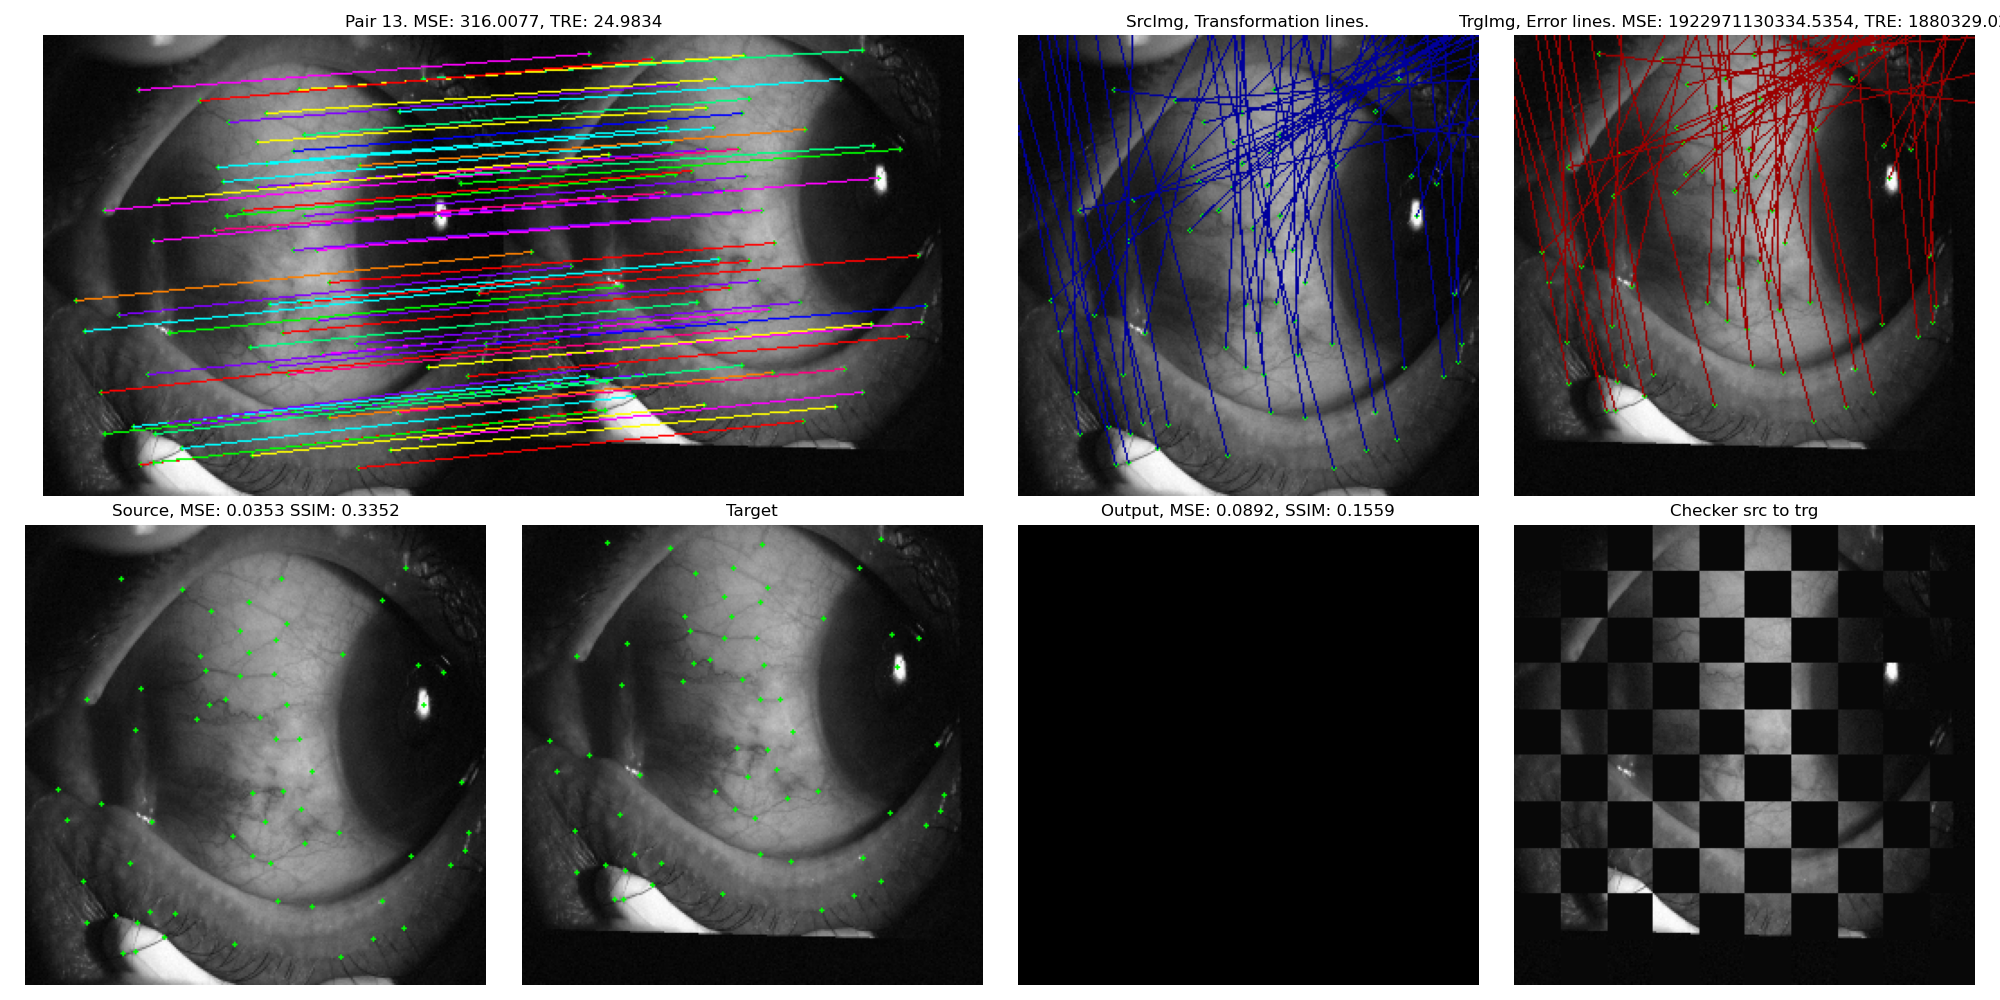 Pair 13. MSE: 316.0077, TRE: 24.9834
SrcImg, Transformation lines.
TrgImg, Error lines. MSE: 1922971130334.5354, TRE: 1880329.0
Source, MSE: 0.0353 SSIM: 0.3352
Target
Output, MSE: 0.0892, SSIM: 0.1559
Checker src to trg